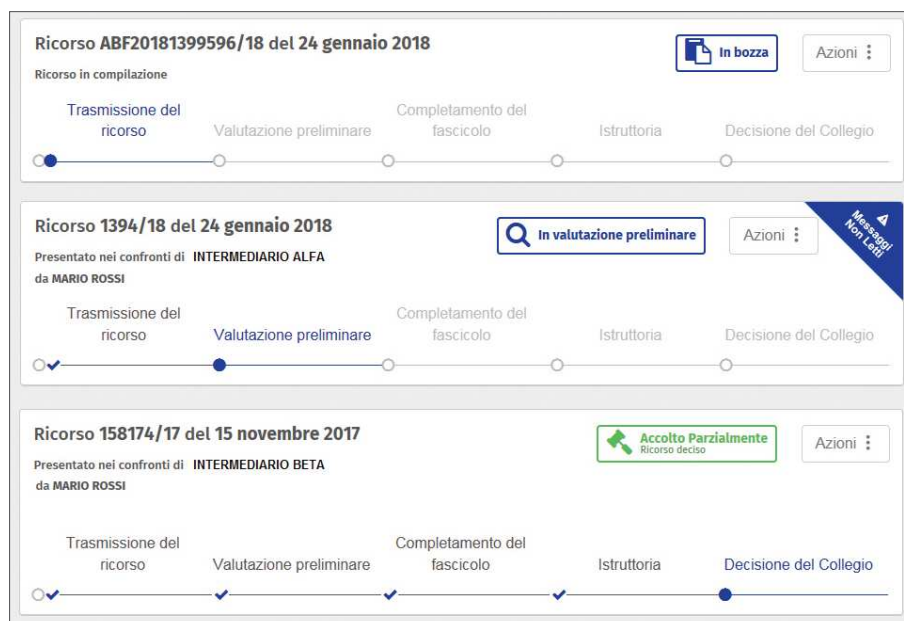 Ricorso ABF20181399596/18 del 24 gennaio 2018
In bozza
Azioni
Ricorso in compilazione
Trasmissione del
ricorso
Valutazione preliminare
Completamento del
fascicolo
Istruttoria
Decisione del Collegio
Ricorso 1394/18 del 24 gennaio 2018
In valutazione preliminare
Azioni
Messaggi
Non Letti
Presentato nei confronti di INTERMEDIARIO ALFA
da MARIO ROSSI
Trasmissione del
ricorso
Valutazione preliminare
Completamento del
fascicolo
Istruttoria
Decisione del Collegio
Ricorso 158174/17 del 15 novembre 2017
Accolto Parzialmente
Ricorso deciso
Azioni
Presentato nei confronti di INTERMEDIARIO BETA
da MARIO ROSSI
Trasmissione del
ricorso
Valutazione preliminare
Completamento del
fascicolo
Istruttoria
Decisione del Collegio